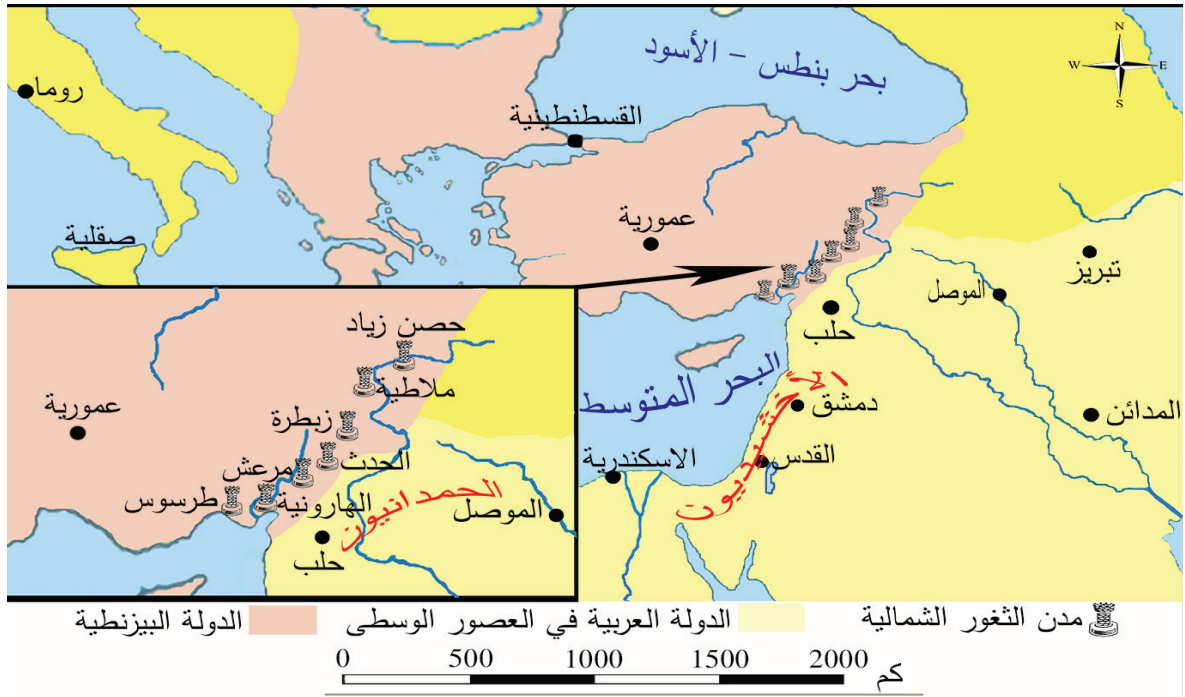 N
W E
S
بحر بنطس - الأسود
روما
القسطنطينية
عمورية
صقلية
تبريز
الموصل
حلب
البحر المتوسط
الاخشيديون
دمشق
المدائن
القدس
الاسكندرية
حصن زياد
ملاطية
زبطرة
عمورية
الحدث
مرعش
الهارونية
طرسوس
الحمدانيون
الموصل
حلب
مدن الثغور الشمالية
الدولة العربية في العصور الوسطى
الدولة البيزنطية
0 500 1000 1500 2000
كم